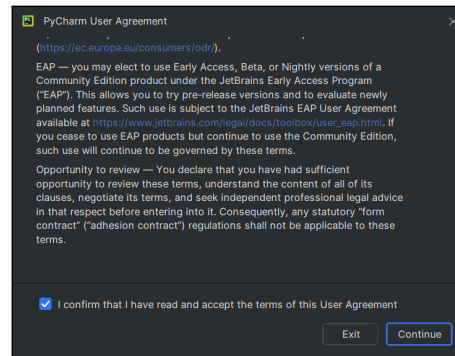 PyCharm User Agreement
(https://ec.europa.eu/consumers/odr/).
EAP — you may elect to use Early Access, Beta, or Nightly versions of a
Community Edition product under the JetBrains Early Access Program
("EAP"). This allows you to try pre-release versions and to evaluate newly
planned features. Such use is subject to the JetBrains EAP User Agreement
available at https://www.jetbrains.com/legal/docs/toolbox/user_eap.html. If
you cease to use EAP products but continue to use the Community Edition,
such use will continue to be governed by these terms.
Opportunity to review — You declare that you have had sufficient
opportunity to review these terms, understand the content of all of its
clauses, negotiate its terms, and seek independent professional legal advice
in that respect before entering into it. Consequently, any statutory "form
contract" ("adhesion contract") regulations shall not be applicable to these
terms.
I confirm that I have read and accept the terms of this User Agreement
Exit
Continue